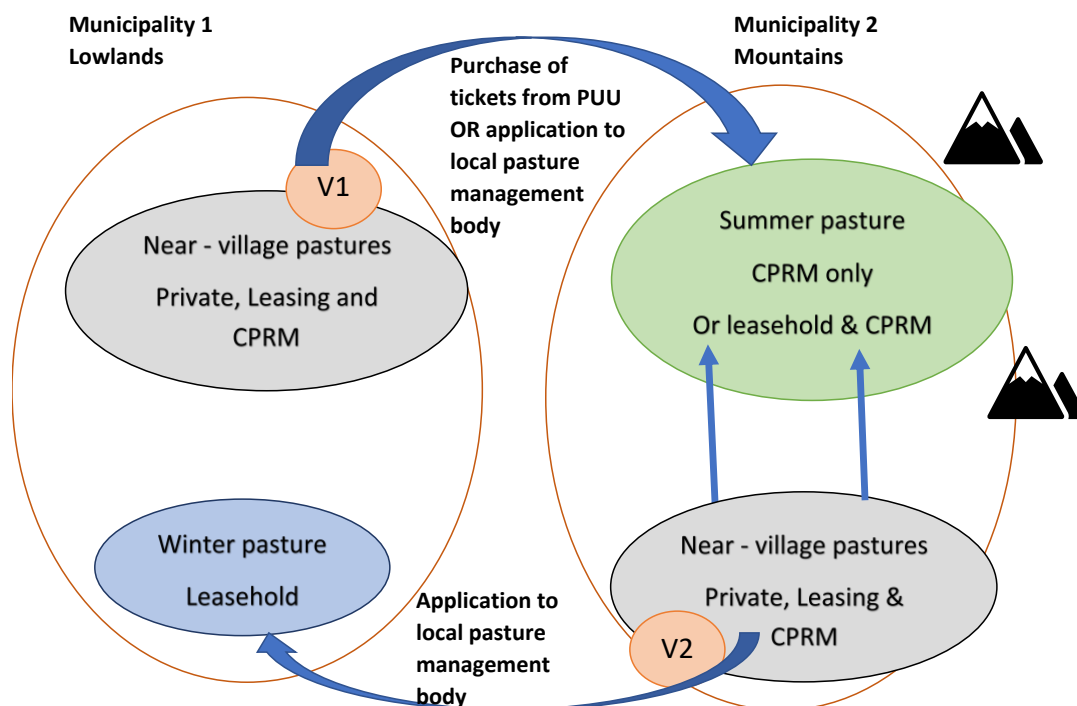 Municipality 1
Lowlands
Municipality 2
Mountains
Purchase of
tickets from PUU
OR application to
local pasture
management
body
V1
Near - village pastures
Private, Leasing and
CPRM
Summer pasture
CPRM only
Or leasehold & CPRM
Winter pasture
Leasehold
Application to
local pasture
management
body
Near - village pastures
Private, Leasing &
CPRM
V2